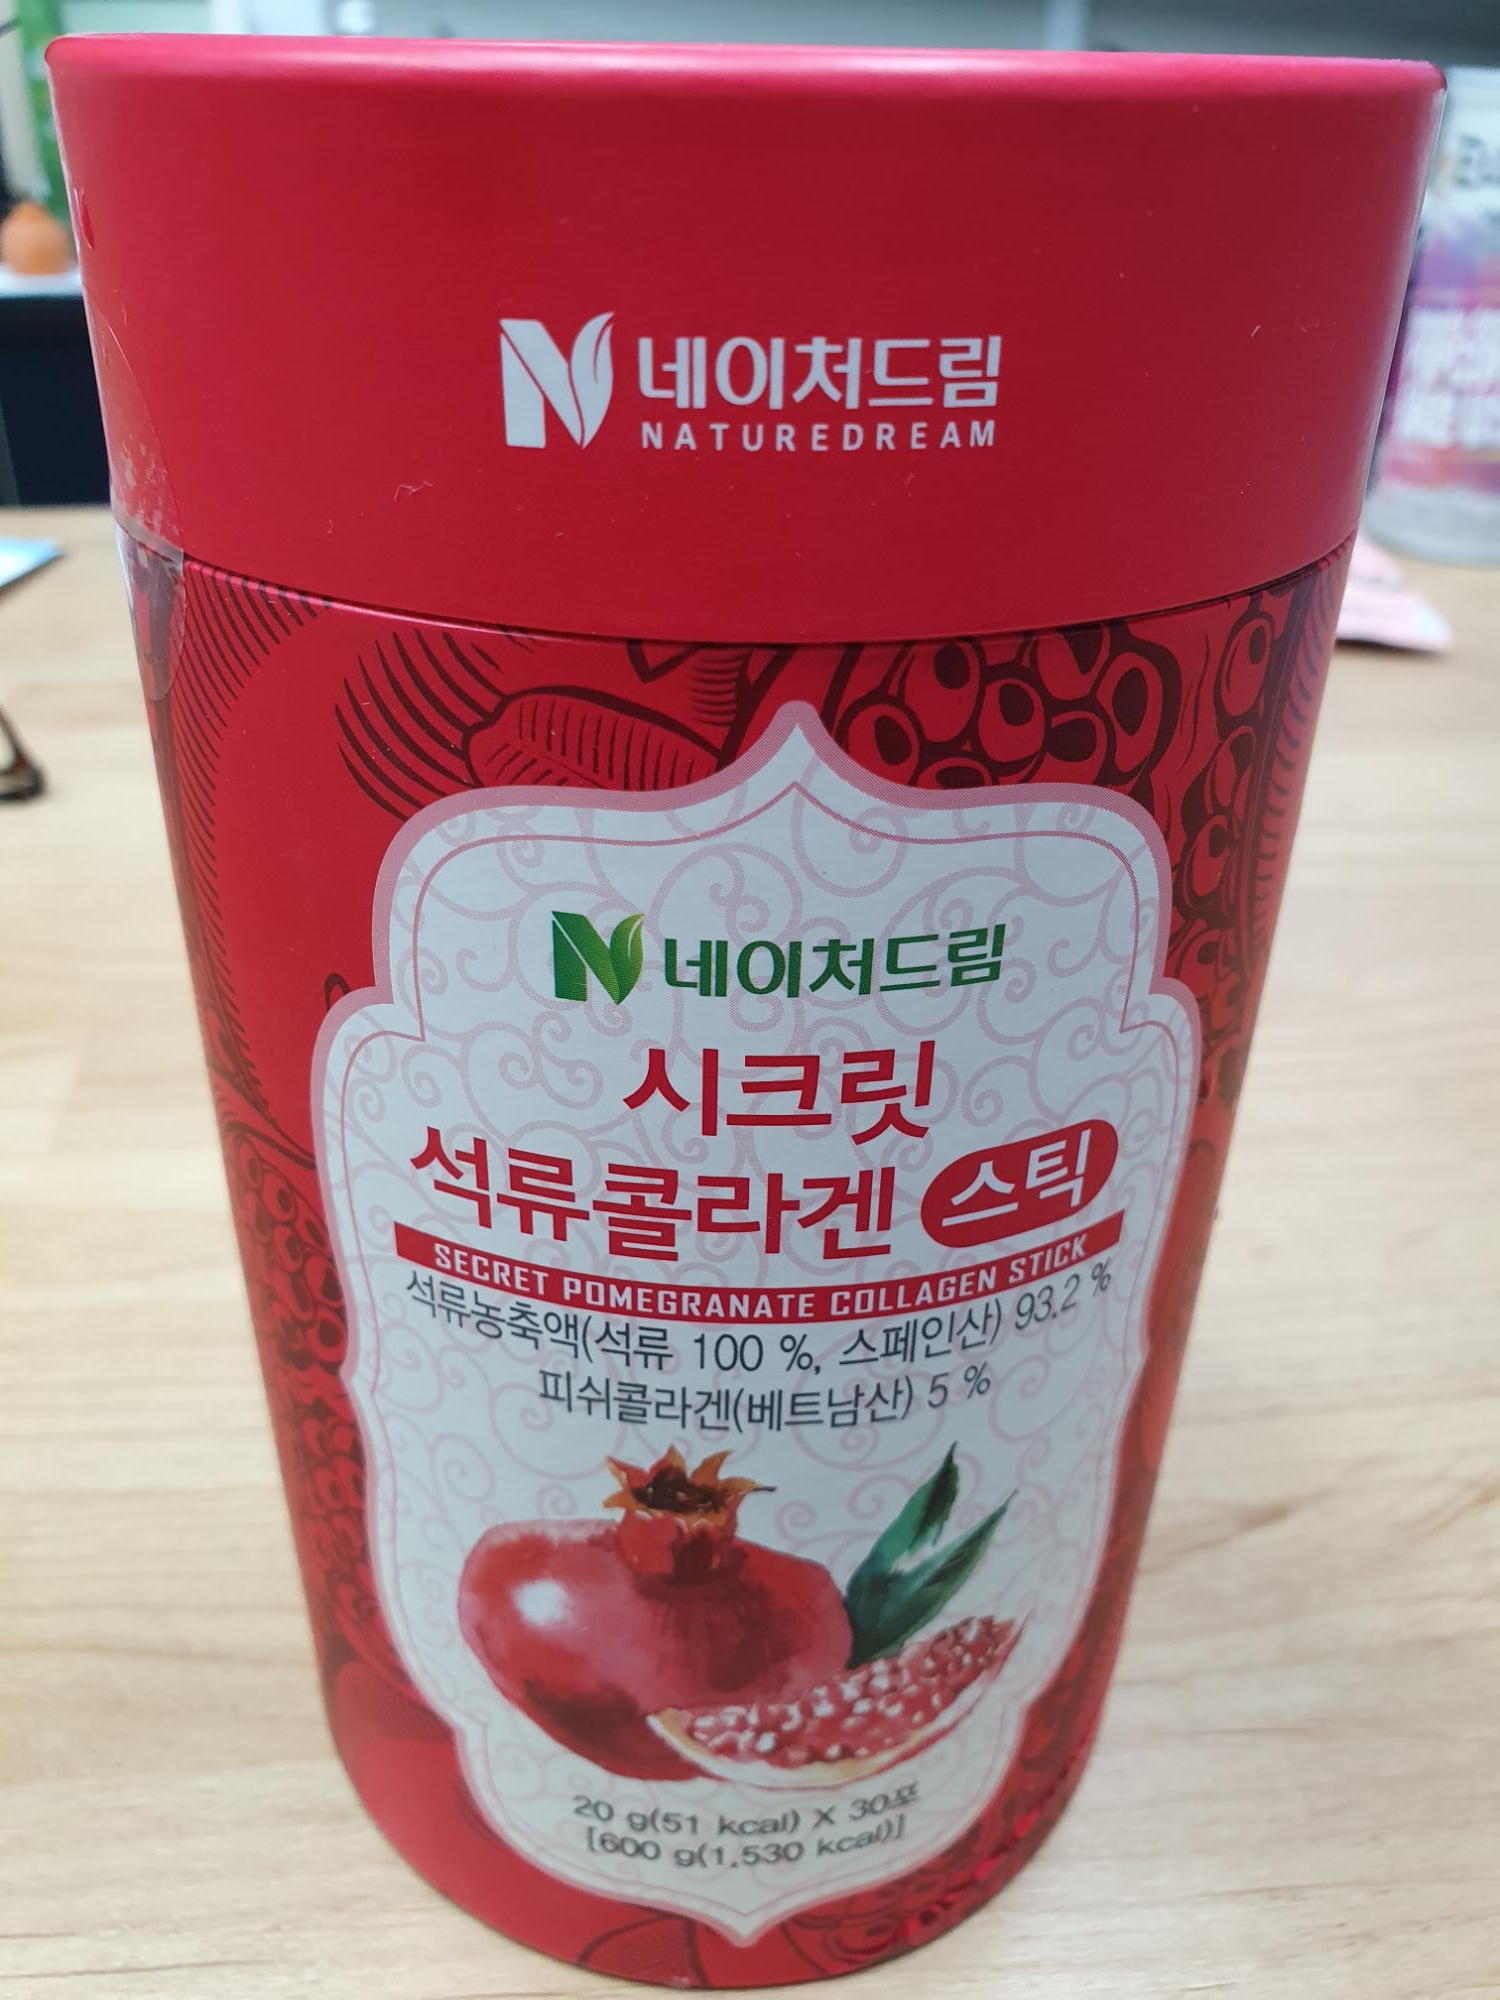 네이처드림
NATUREDREAM
네이처드림
시크릿
석류콜라겐 스틱
SECRET POMEGRANATE COLLAGEN STICK
석류농축액(석류 100 %, 스페인산) 93.2 %
피쉬콜라겐(베트남산) 5 %
20 g(51 kcal) X 30포
[600 g(1,530 kcal)]